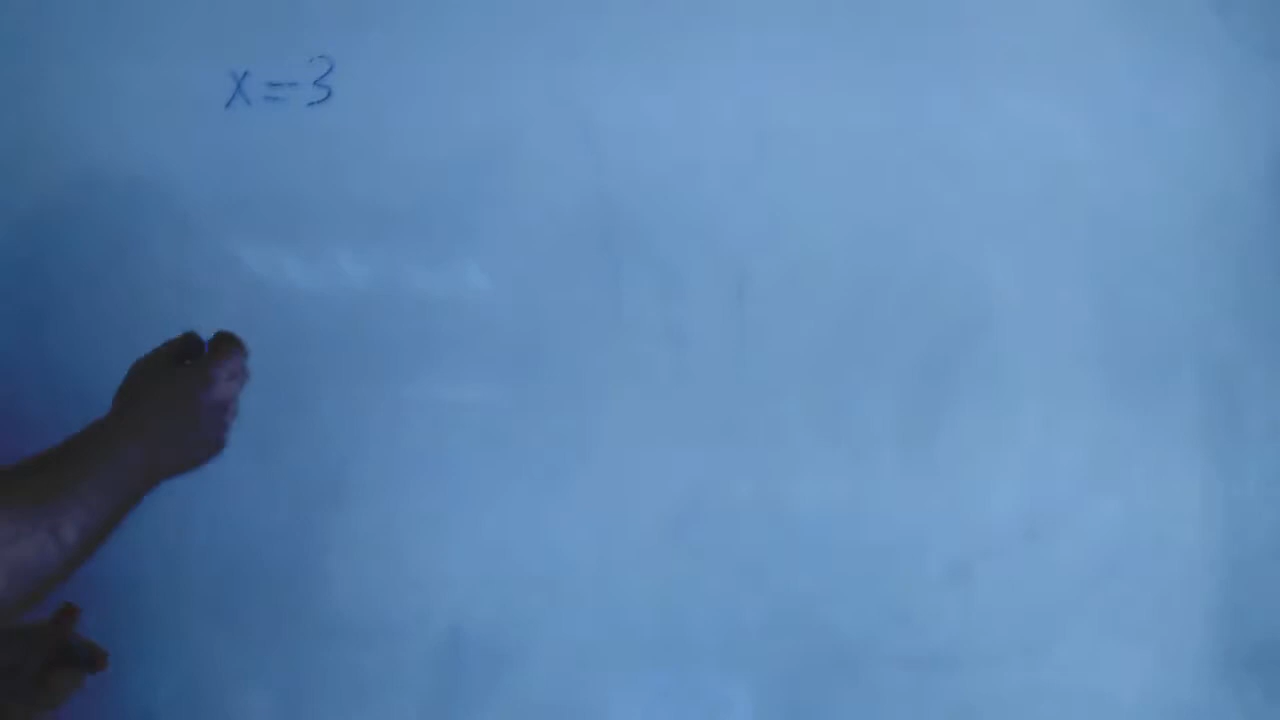 x = 3